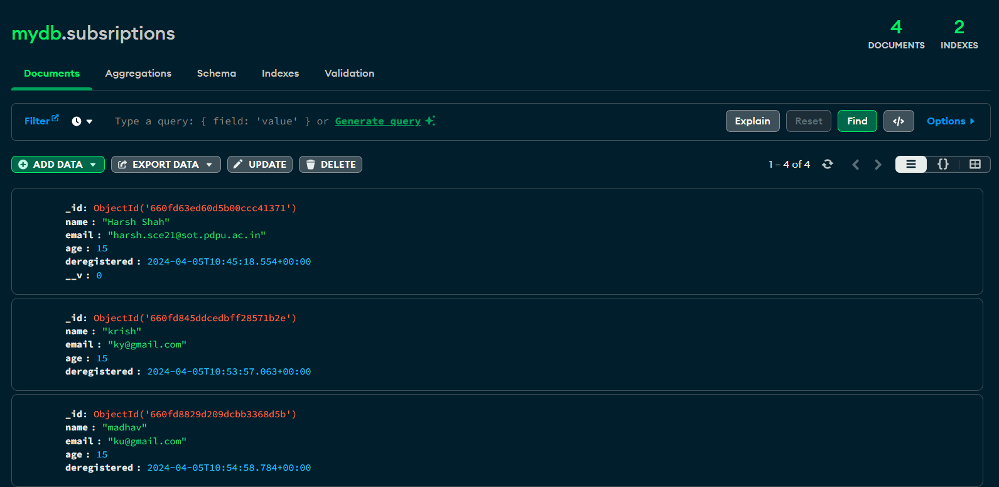 mydb.subsriptions
4
DOCUMENTS
2
INDEXES
Documents Aggregations Schema Indexes Validation
Filter Type a query: { field: 'value' } or Generate query Explain Reset Find </> Options
ADD DATA EXPORT DATA UPDATE DELETE 1 – 4 of 4 {}
_id: ObjectId('660fd63ed60d5b00ccc41371')
name : "Harsh Shah"
email : "harsh.sce21@sot.pdpu.ac.in"
age : 15
deregistered : 2024-04-05T10:45:18.554+00:00
__v : 0
_id: ObjectId('660fd845ddcedbff28571b2e')
name : "krish"
email : "ky@gmail.com"
age : 15
deregistered : 2024-04-05T10:53:57.063+00:00
_id: ObjectId('660fd8829d209dcbb3368d5b')
name : "madhav"
email : "ku@gmail.com"
age : 15
deregistered : 2024-04-05T10:54:58.784+00:00